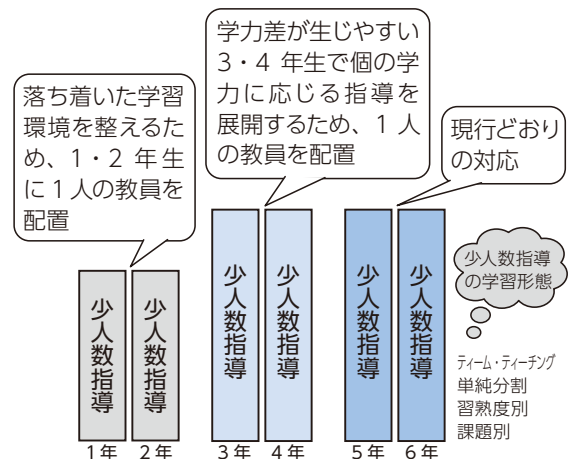 落ち着いた学習
環境を整えるた
め、1・2 年生
に1人の教員を
配置
学力差が生じやすい
3・4 年生で個の学
力に応じる指導を
展開するため、1 人
の教員を配置
現行どおり
の対応
少人数指導
の学習形態
ティーム・ティーチング
単純分割
習熟度別
課題別
少人数指導
少人数指導
少人数指導
少人数指導
少人数指導
少人数指導
1年
2年
3年
4年
5年
6年